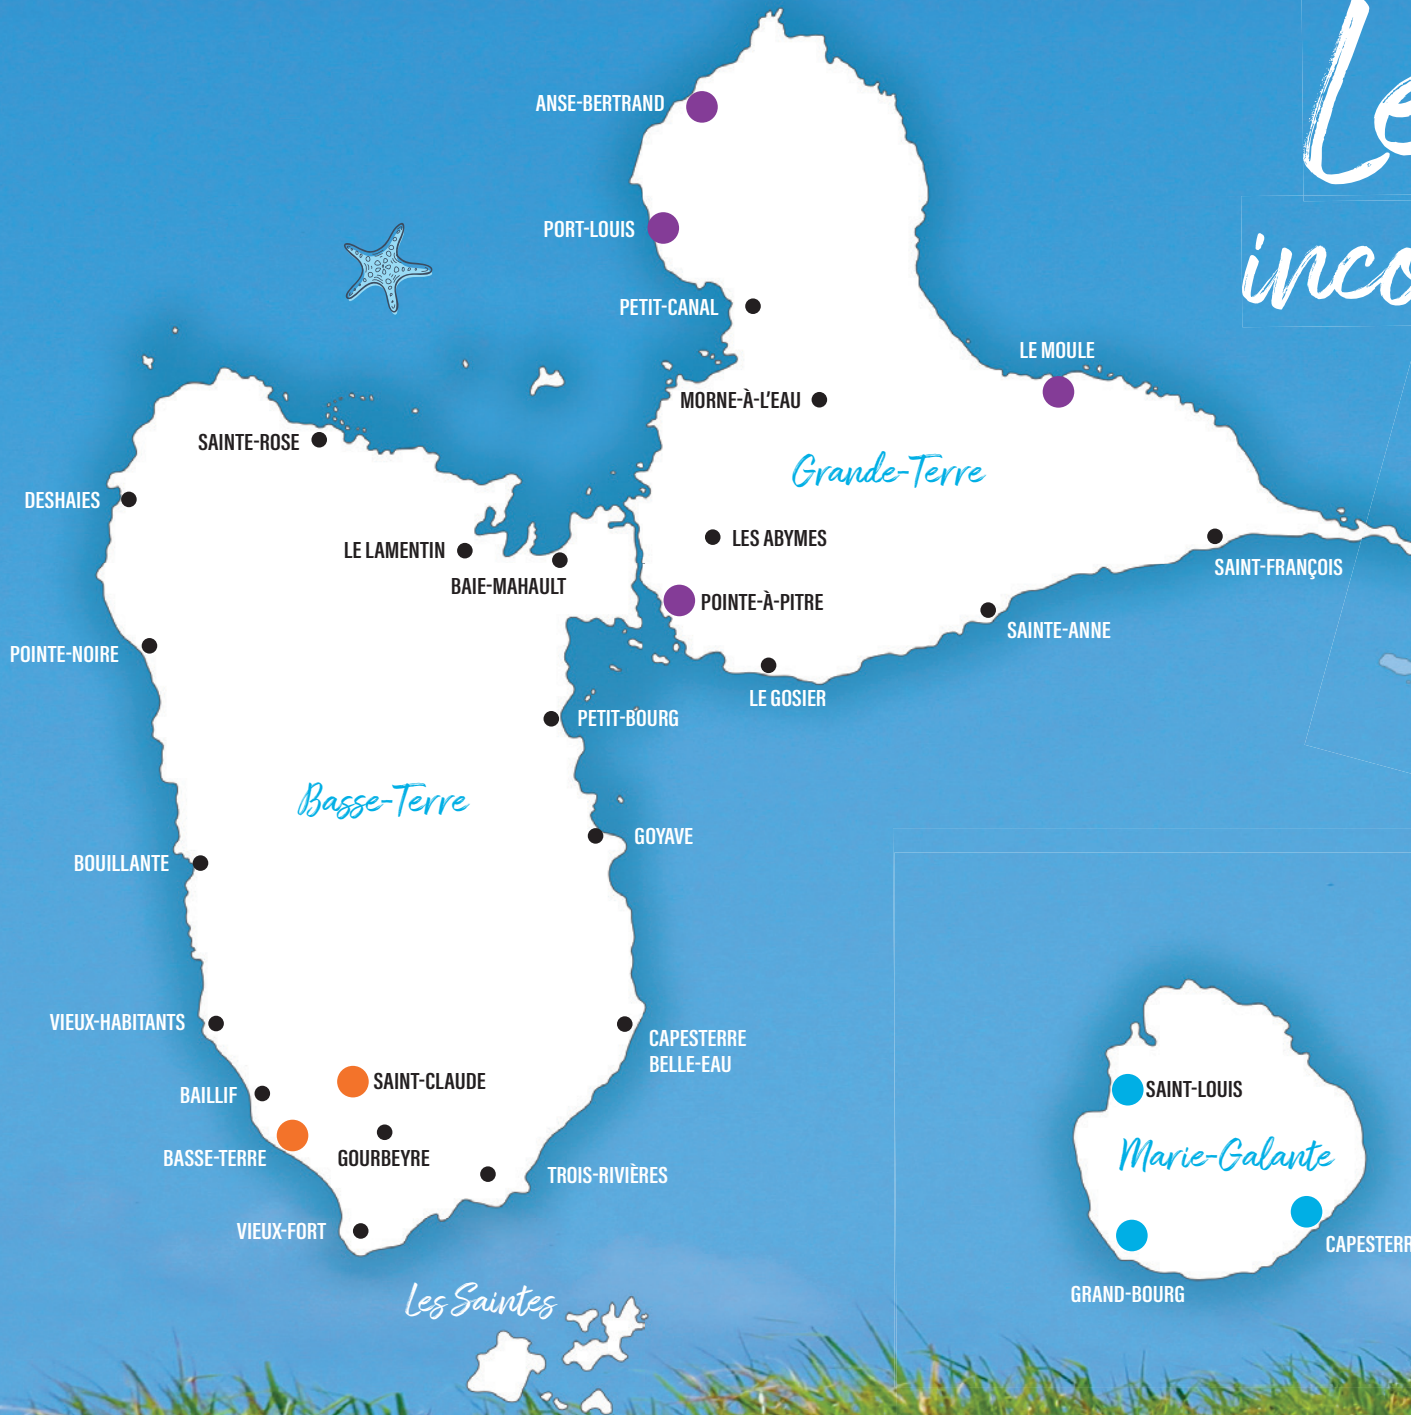 Le
inco
ANSE-BERTRAND
PORT-LOUIS
PETIT-CANAL
LE MOULE
MORNE-À-L'EAU
SAINTE-ROSE
Grande-Terre
DESHAIES
LES ABYMES
LE LAMENTIN
SAINT-FRANÇOIS
BAIE-MAHAULT
POINTE-À-PITRE
SAINTE-ANNE
POINTE-NOIRE
LE GOSIER
PETIT-BOURG
Basse-Terre
GOYAVE
BOUILLANTE
VIEUX-HABITANTS
CAPESTERRE
BELLE-EAU
SAINT-CLAUDE
SAINT-LOUIS
BAILLIF
Marie-Galante
BASSE-TERRE
GOURBEYRE
TROIS-RIVIÈRES
VIEUX-FORT
CAPESTERR
GRAND-BOURG
Les Saintes